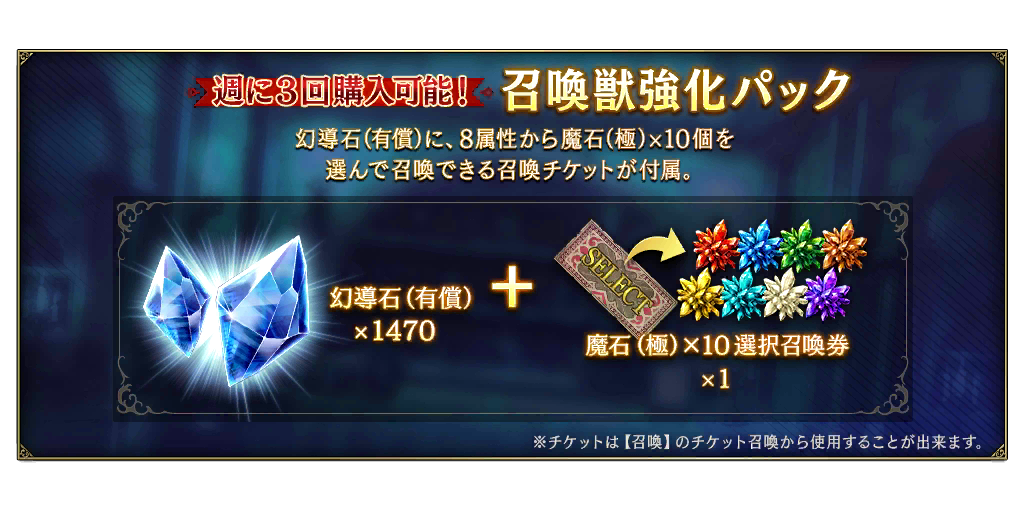 週に3回購入可能! 召喚獣強化パック
幻導石(有償)に、8属性から魔石(極)×10個を
選んで召喚できる召喚チケットが付属。
SELECT
幻導石(有償)
×1470
+
魔石(極)×10選択召喚券
×1
※チケットは【召喚】のチケット召喚から使用することが出来ます。